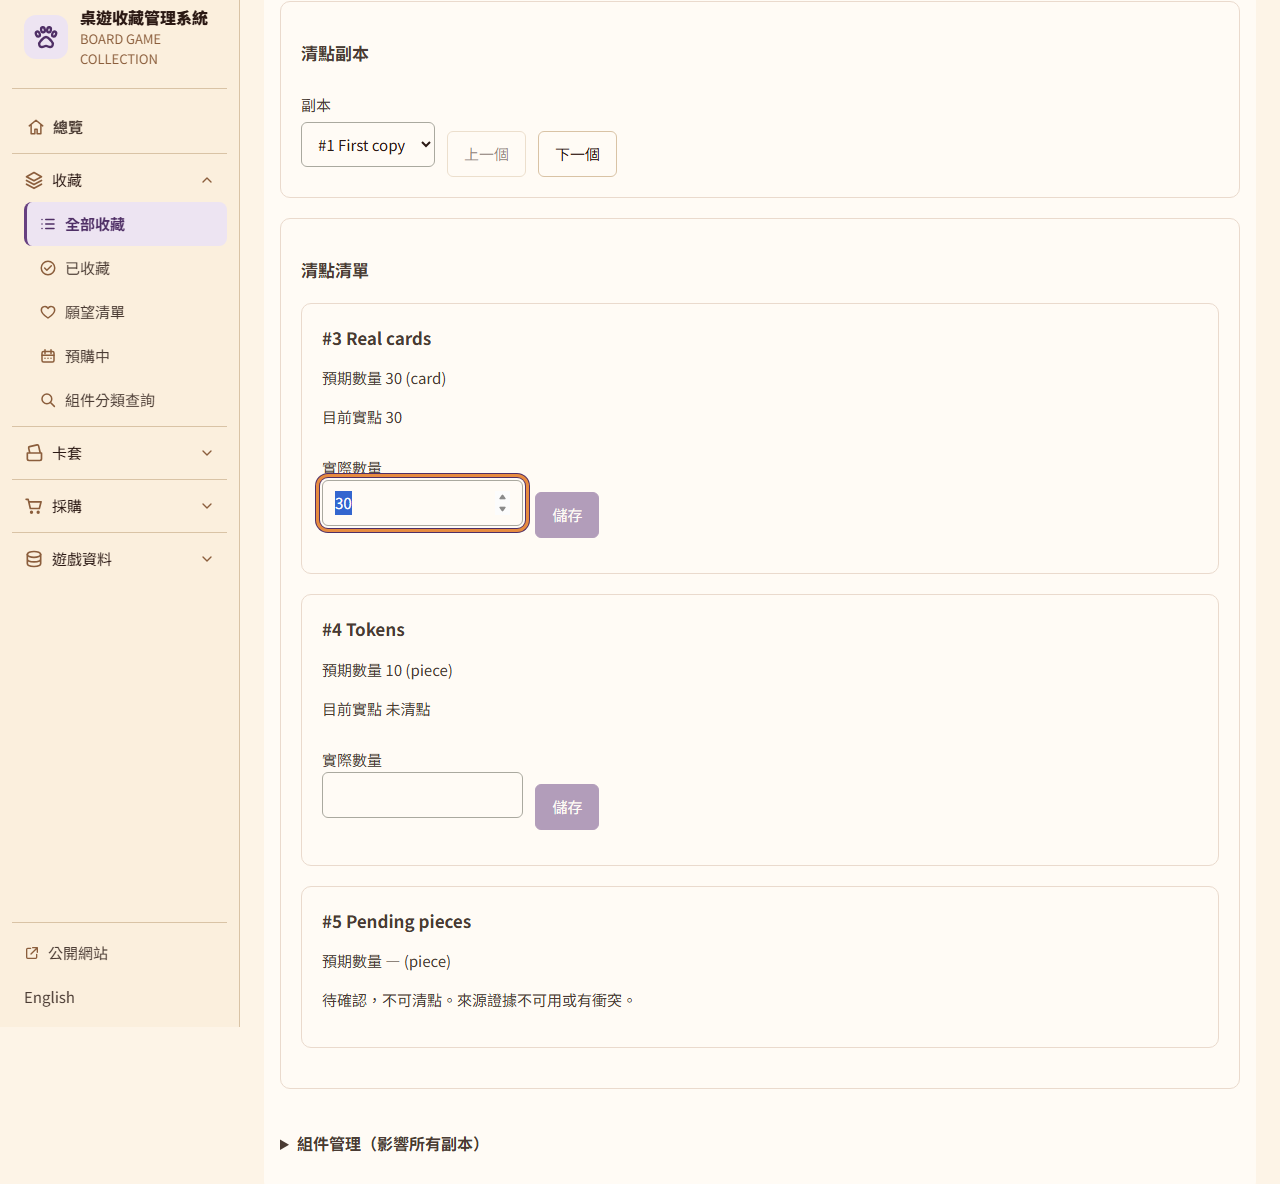 桌遊收藏管理系統
BOARD GAME
COLLECTION
總覽
收藏
全部收藏
已收藏
願望清單
預購中
組件分類查詢
卡套
採購
遊戲資料
公開網站
English
清點副本
副本
#1 First copy
上一個
下一個
清點清單
#3 Real cards
預期數量 30 (card)
目前實點 30
實際數量
30
儲存
#4 Tokens
預期數量 10 (piece)
目前實點 未清點
實際數量
儲存
#5 Pending pieces
預期數量 — (piece)
待確認，不可清點。來源證據不可用或有衝突。
組件管理（影響所有副本）